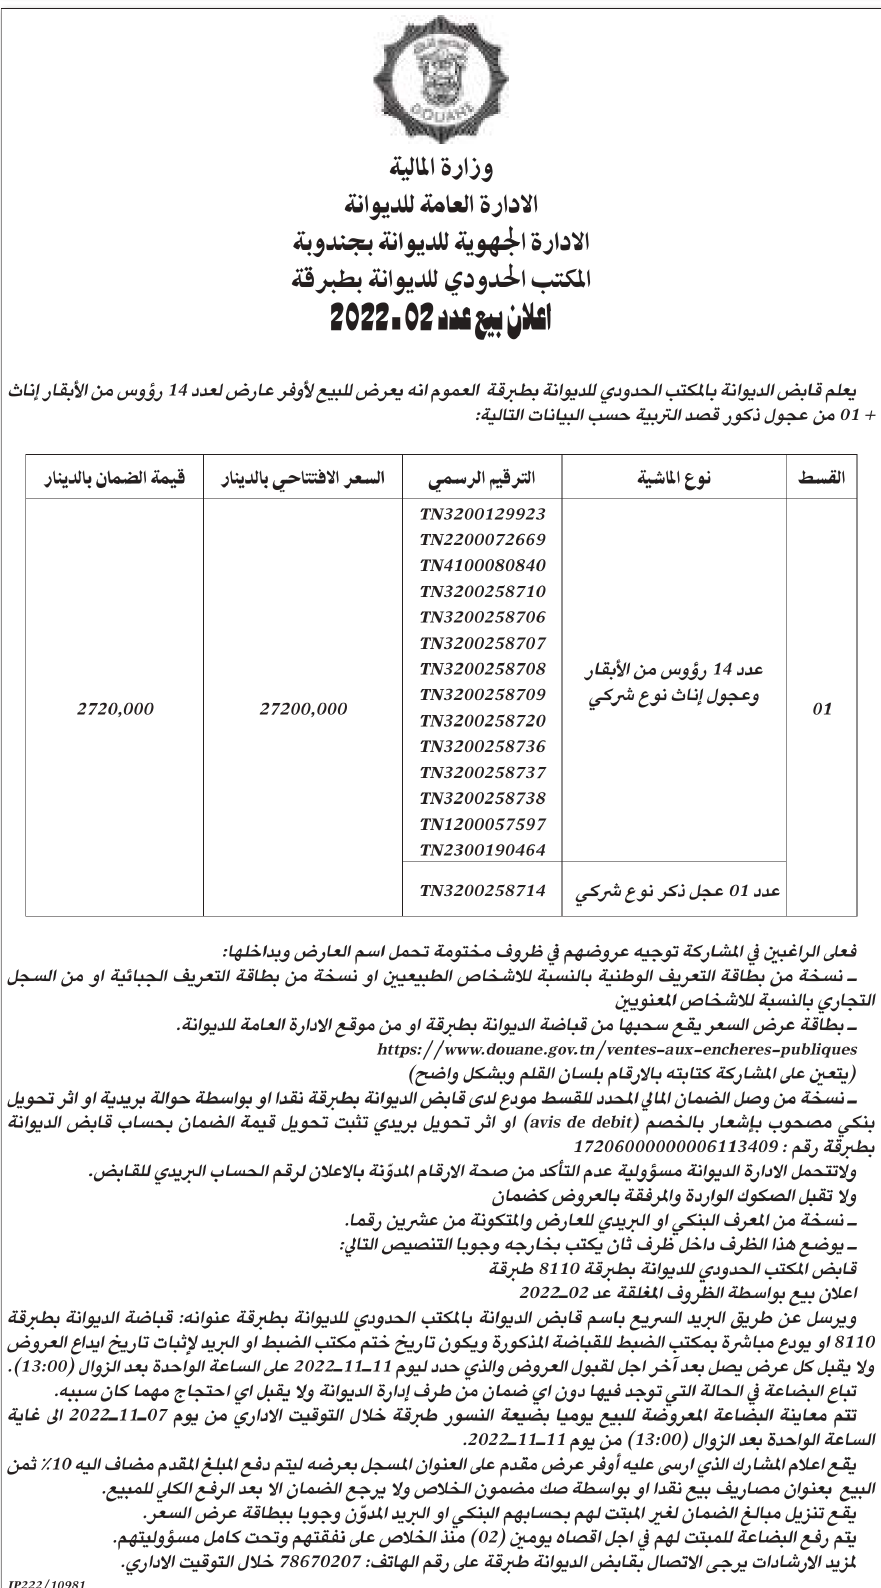 DOUANE
وزارة المالية
الادارة العامة للديوانة
الادارة الجهوية للديوانة بجندوبة
المكتب الحدودي للديوانة بطبرقة
اعلان بيع عدد 02 ـ 2022
يعلم قابض الديوانة بالمكتب الحدودي للديوانة بطبرقة العموم انه يعرض للبيع لأوفر عارض لعدد 14 رؤوس من الأبقار إناث
+ 01 من عجول ذكور قصد التربية حسب البيانات التالية:
القسط	نوع الماشية	الترقيم الرسمي	السعر الافتتاحي بالدينار	قيمة الضمان بالدينار
TN3200129923
TN2200072669
TN4100080840
TN3200258710
TN3200258706
TN3200258707
عدد 14 رؤوس من الأبقار	TN3200258708
وعجول إناث نوع شركي	TN3200258709
01	27200,000	2720,000
TN3200258720
TN3200258736
TN3200258737
TN3200258738
TN1200057597
TN2300190464
عدد 01 عجل ذكر نوع شركي	TN3200258714
فعلى الراغبين في المشاركة توجيه عروضهم في ظروف مختومة تحمل اسم العارض وبداخلها:
ـ نسخة من بطاقة التعريف الوطنية بالنسبة للاشخاص الطبيعيين او نسخة من بطاقة التعريف الجبائية او من السجل
التجاري بالنسبة للاشخاص المعنويين
ـ بطاقة عرض السعر يقع سحبها من قباضة الديوانة بطبرقة او من موقع الادارة العامة للديوانة.
https://www.douane.gov.tn/ventes-aux-encheres-publiques
(يتعين على المشاركة كتابته بالارقام بلسان القلم وبشكل واضح)
ـ نسخة من وصل الضمان المالي المحدد للقسط مودع لدى قابض الديوانة بطبرقة نقدا او بواسطة حوالة بريدية او اثر تحويل
بنكي مصحوب بإشعار بالخصم (avis de debit) او اثر تحويل بريدي تثبت تحويل قيمة الضمان بحساب قابض الديوانة
بطبرقة رقم : 17206000000006113409
ولاتتحمل الادارة الديوانة مسؤولية عدم التأكد من صحة الارقام المدوّنة بالاعلان لرقم الحساب البريدي للقابض.
ولا تقبل الصكوك الواردة والمرفقة بالعروض كضمان
ـ نسخة من المعرف البنكي او البريدي للعارض والمتكونة من عشرين رقما.
ـ يوضع هذا الظرف داخل ظرف ثان يكتب بخارجه وجوبا التنصيص التالي:
قابض المكتب الحدودي للديوانة بطبرقة 8110 طبرقة
اعلان بيع بواسطة الظروف المغلقة عد 02ـ2022
ويرسل عن طريق البريد السريع باسم قابض الديوانة بالمكتب الحدودي للديوانة بطبرقة عنوانه: قباضة الديوانة بطبرقة
8110 او يودع مباشرة بمكتب الضبط للقباضة المذكورة ويكون تاريخ ختم مكتب الضبط او البريد لإثبات تاريخ ايداع العروض
ولا يقبل كل عرض يصل بعد آخر اجل لقبول العروض والذي حدد ليوم 11ـ11ـ2022 على الساعة الواحدة بعد الزوال (13:00).
تباع البضاعة في الحالة التي توجد فيها دون اي ضمان من طرف إدارة الديوانة ولا يقبل اي احتجاج مهما كان سببه.
تتم معاينة البضاعة المعروضة للبيع يوميا بضيعة النسور طبرقة خلال التوقيت الاداري من يوم 07ـ11ـ2022 الى غاية
الساعة الواحدة بعد الزوال (13:00) من يوم 11ـ11ـ2022.
يقع اعلام المشارك الذي ارسى عليه أوفر عرض مقدم على العنوان المسجل بعرضه ليتم دفع المبلغ المقدم مضاف اليه 10٪ ثمن
البيع بعنوان مصاريف بيع نقدا او بواسطة صك مضمون الخلاص ولا يرجع الضمان الا بعد الرفع الكلي للمبيع.
يقع تنزيل مبالغ الضمان لغير المبتت لهم بحسابهم البنكي او البريد المدوّن وجوبا ببطاقة عرض السعر.
يتم رفع البضاعة للمبتت لهم في اجل اقصاه يومين (02) منذ الخلاص على نفقتهم وتحت كامل مسؤوليتهم.
لمزيد الارشادات يرجى الاتصال بقابض الديوانة طبرقة على رقم الهاتف: 78670207 خلال التوقيت الاداري.
IP222/10981